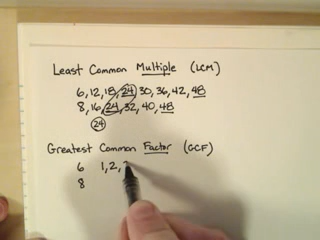 Least Common Multiple (LCM)
6, 12, 18, 24, 30, 36, 42, 48
8, 16, 24, 32, 40, 48
24
Greatest Common Factor (GCF)
6 1, 2,
8